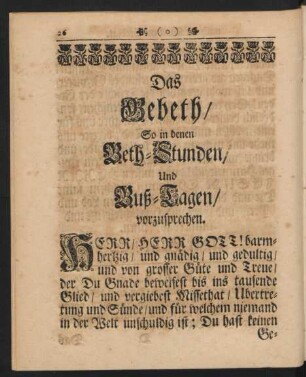 26 ( o )
Das
Gebeth/
So in denen
Beth-Stunden/
Und
Buß-Tagen/
vorzusprechen.
HERR/HERR GOTT! barm-
hertzig/ und gnädig/ und gedultig/
und von grosser Güte und Treue/
der Du Gnade beweisest bis ins tausende
Glied/ und vergiebest Missethat/ Ubertre-
tung und Sünde/und für welchem niemand
in der Welt unschuldig ist; Du hast keinen
Ge-